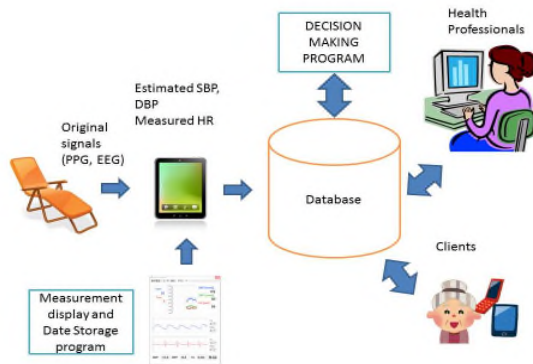 Health
Professionals
DECISION
MAKING
PROGRAM
Estimated SBP,
DBP
Measured HR
Original
signals
(PPG, EEG)
Database
Clients
Measurement
display and
Date Storage
program